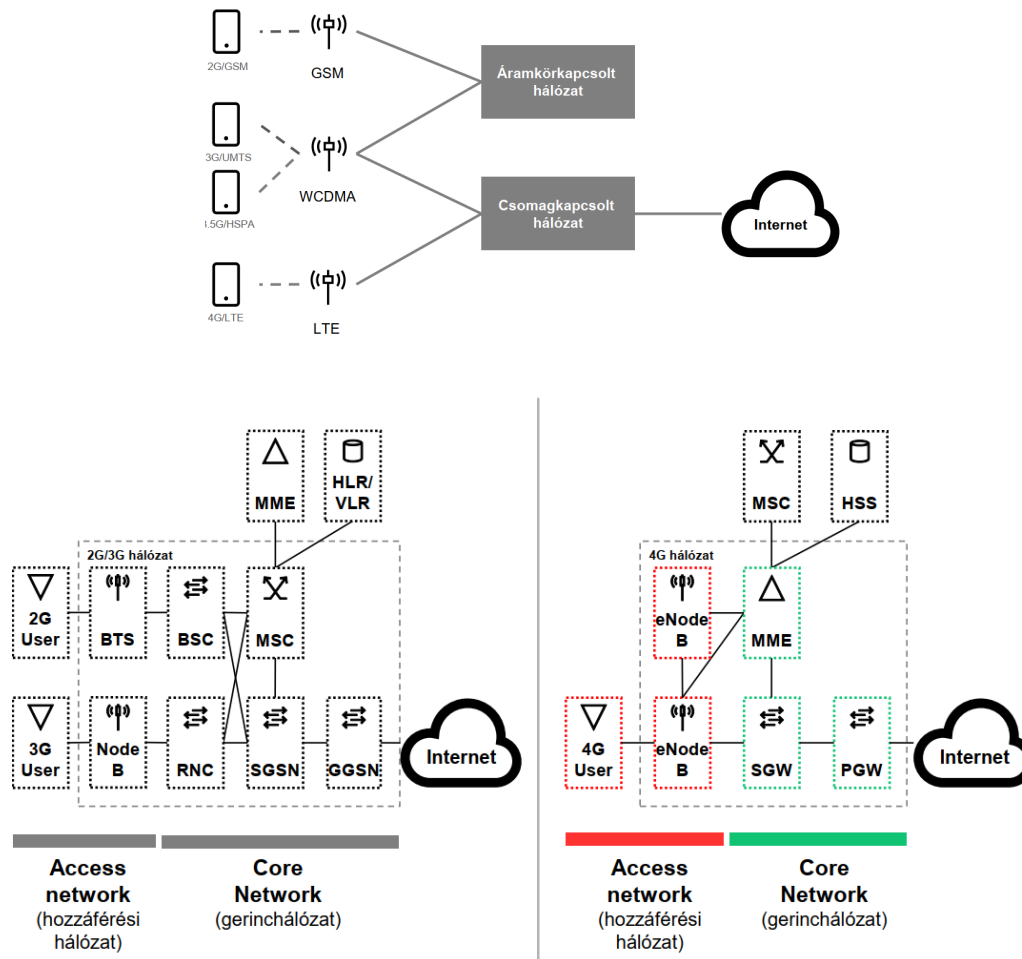 2G/GSM
GSM
Áramkörkapcsolt
hálózat
3G/UMTS
WCDMA
3.5G/HSPA
Csomagkapcsolt
hálózat
Internet
4G/LTE
LTE
MME
HLR/
VLR
2G/3G hálózat
2G
User
BTS
BSC
MSC
3G
User
Node
B
RNC
SGSN
GGSN
Internet
Access
network
(hozzáférési
hálózat)
Core
Network
(gerinchálózat)
MSC
HSS
4G hálózat
eNode
B
MME
4G
User
eNode
B
SGW
PGW
Internet
Access
network
(hozzáférési
hálózat)
Core
Network
(gerinchálózat)